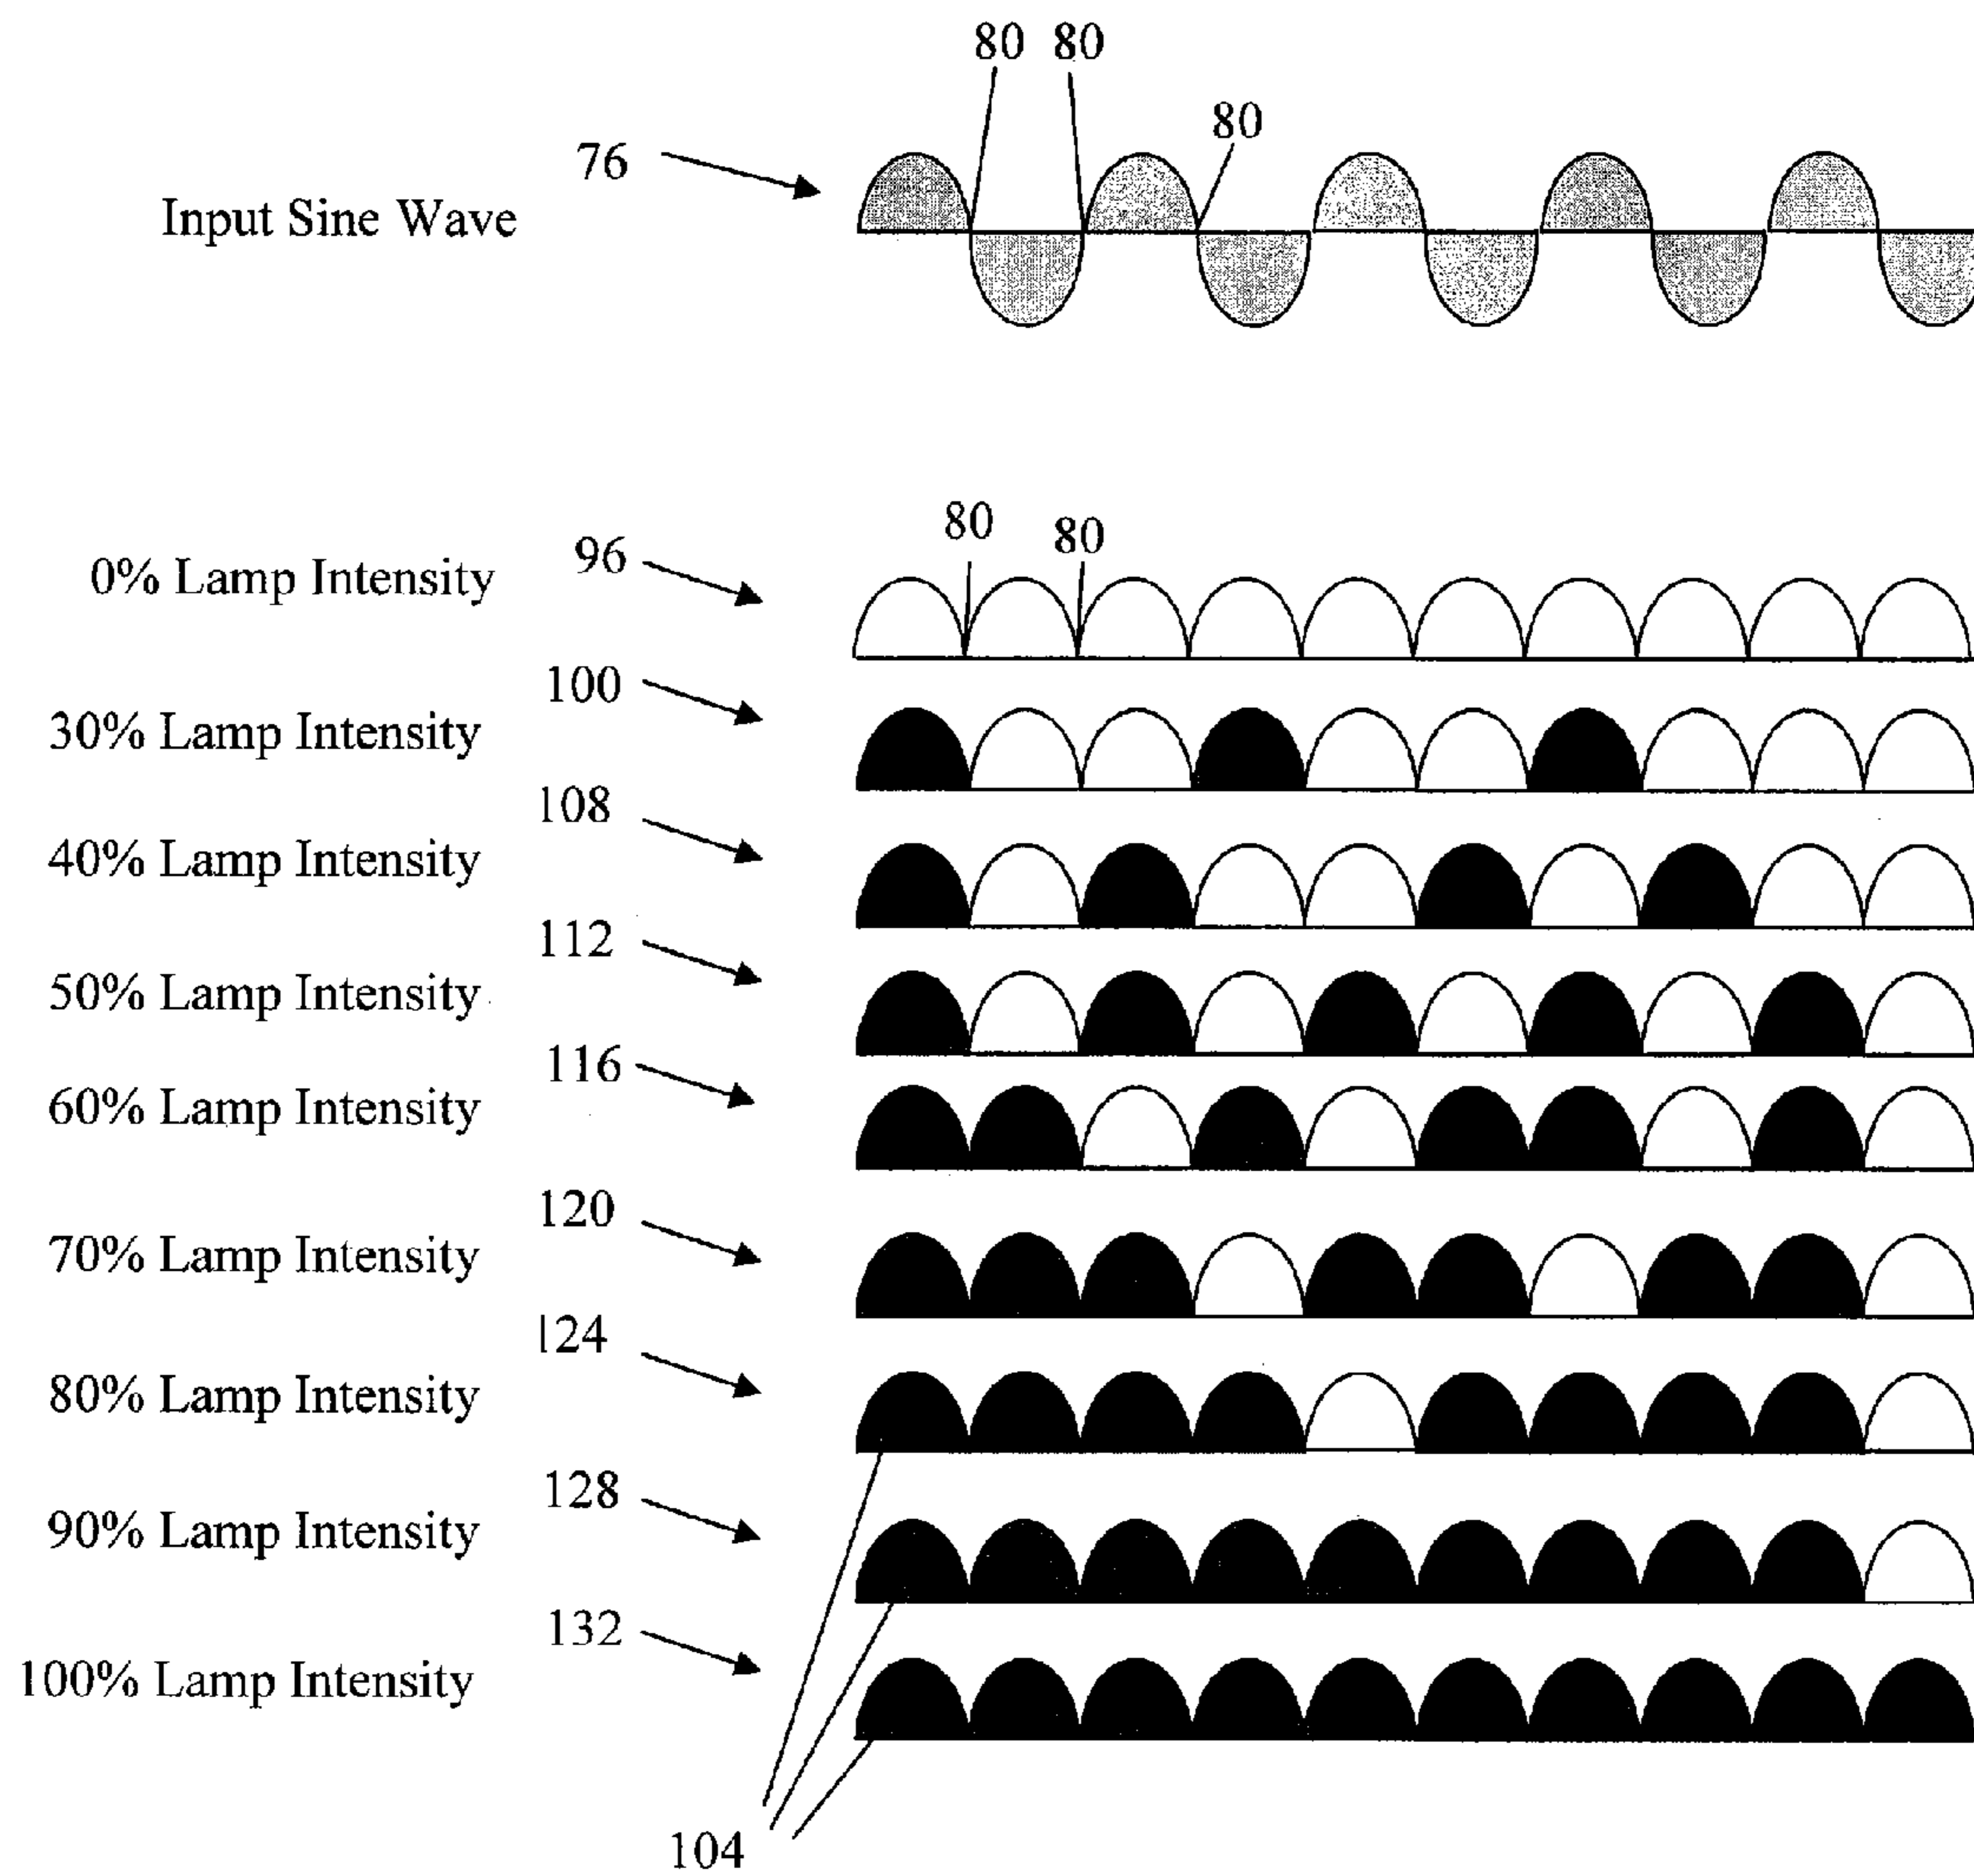 80 80
80
76
Input Sine Wave
80
80
96
0% Lamp Intensity
100
30% Lamp Intensity
108
40% Lamp Intensity
112
50% Lamp Intensity
116
60% Lamp Intensity
120
70% Lamp Intensity
124
80% Lamp Intensity
128
90% Lamp Intensity
132
100% Lamp Intensity
104